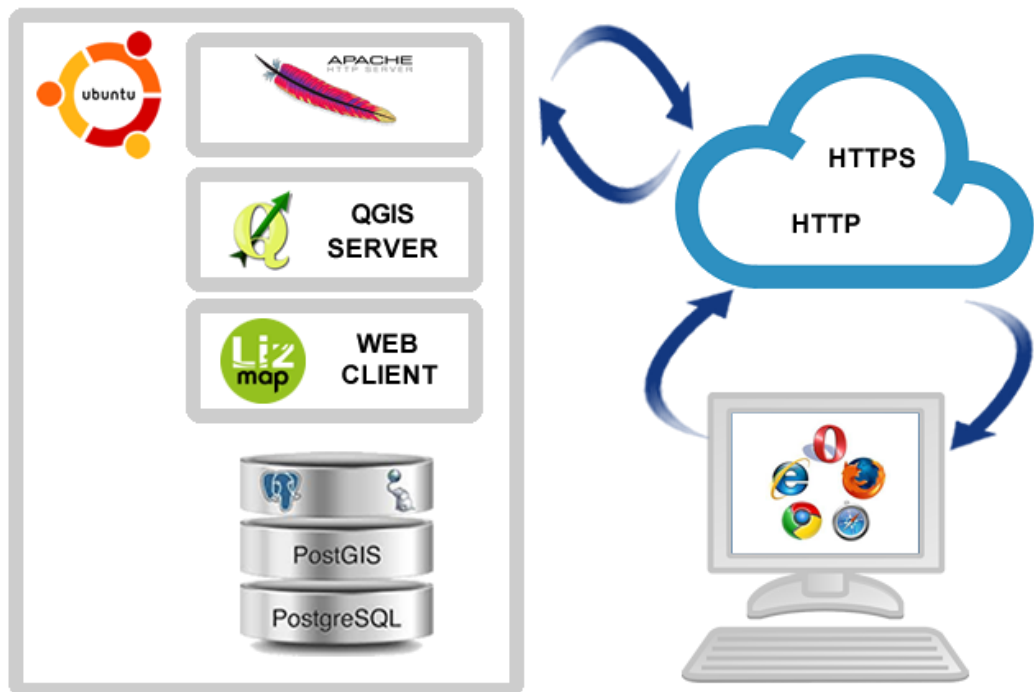 ubuntu
APACHE
HTTP SERVER
QGIS
SERVER
Liz
map
WEB
CLIENT
PostGIS
PostgreSQL
HTTPS
HTTP